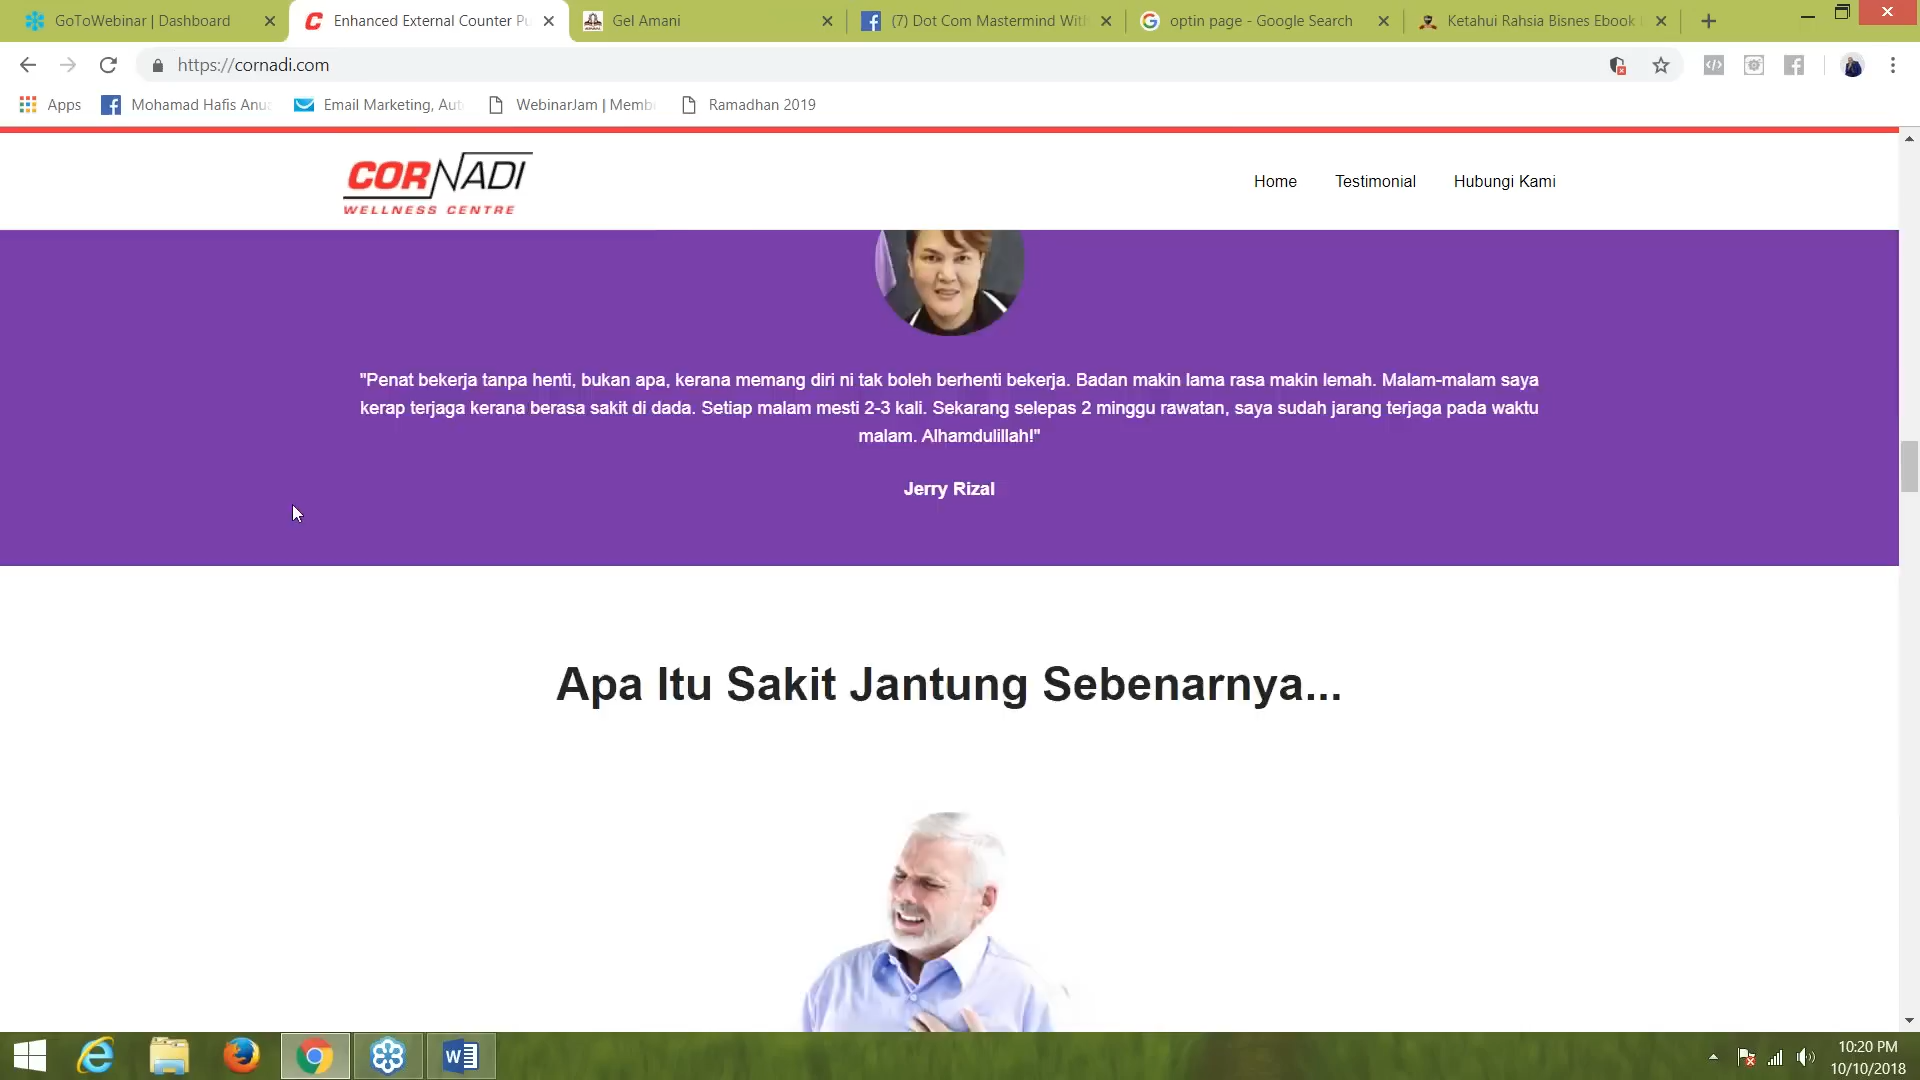 GoToWebinar | Dashboard
Enhanced External Counter Pu
Gel Amani
(7) Dot Com Mastermind With
optin page - Google Search
Ketahui Rahsia Bisnes Ebook
https://cornadi.com
Apps
Mohamad Hafis Anua
Email Marketing, Aut
WebinarJam | Memb
Ramadhan 2019
CORNADI
WELLNESS CENTRE
Home
Testimonial
Hubungi Kami
"Penat bekerja tanpa henti, bukan apa, kerana memang diri ni tak boleh berhenti bekerja. Badan makin lama rasa makin lemah. Malam-malam saya
kerap terjaga kerana berasa sakit di dada. Setiap malam mesti 2-3 kali. Sekarang selepas 2 minggu rawatan, saya sudah jarang terjaga pada waktu
malam. Alhamdulillah!"
Jerry Rizal
Apa Itu Sakit Jantung Sebenarnya...
10:20 PM
10/10/2018